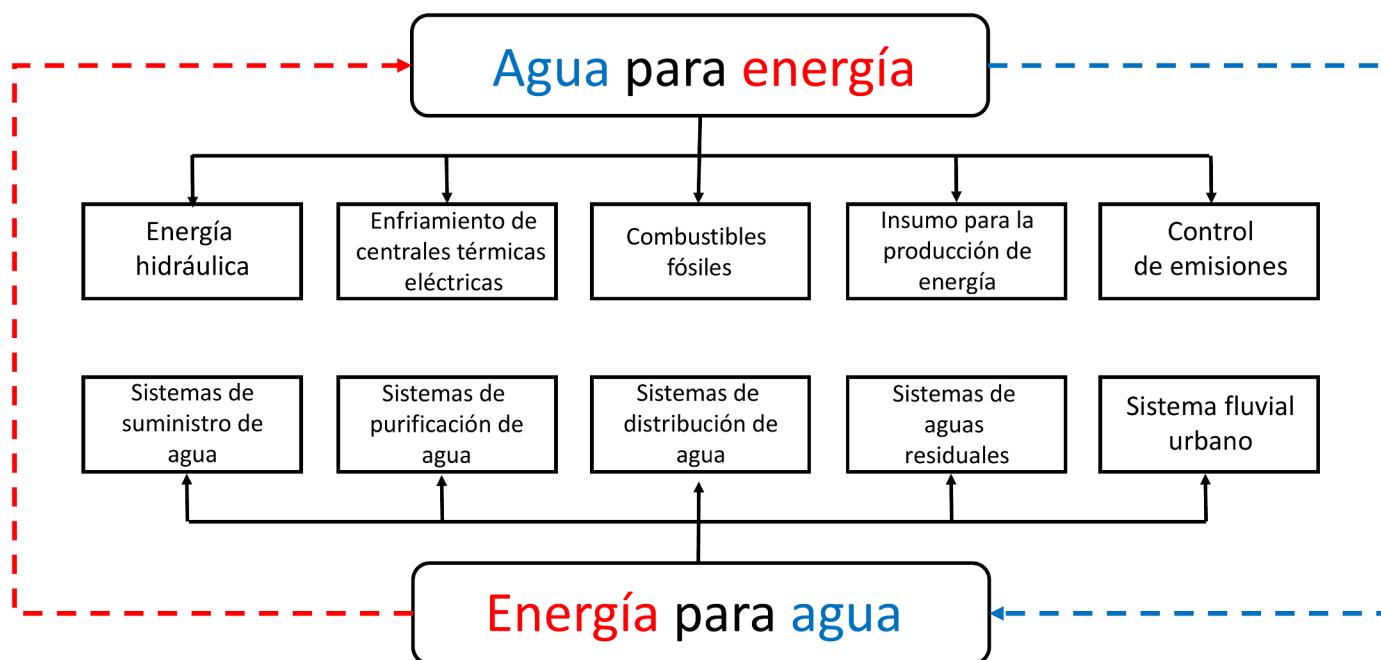 Agua para energía
Energía
hidráulica
Enfriamiento de
centrales térmicas
eléctricas
Combustibles
fósiles
Insumo para la
producción de
energía
Control
de emisiones
Sistemas de
suministro de
agua
Sistemas de
purificación de
agua
Sistemas de
distribución de
agua
Sistemas de
aguas
residuales
Sistema fluvial
urbano
Energía para agua